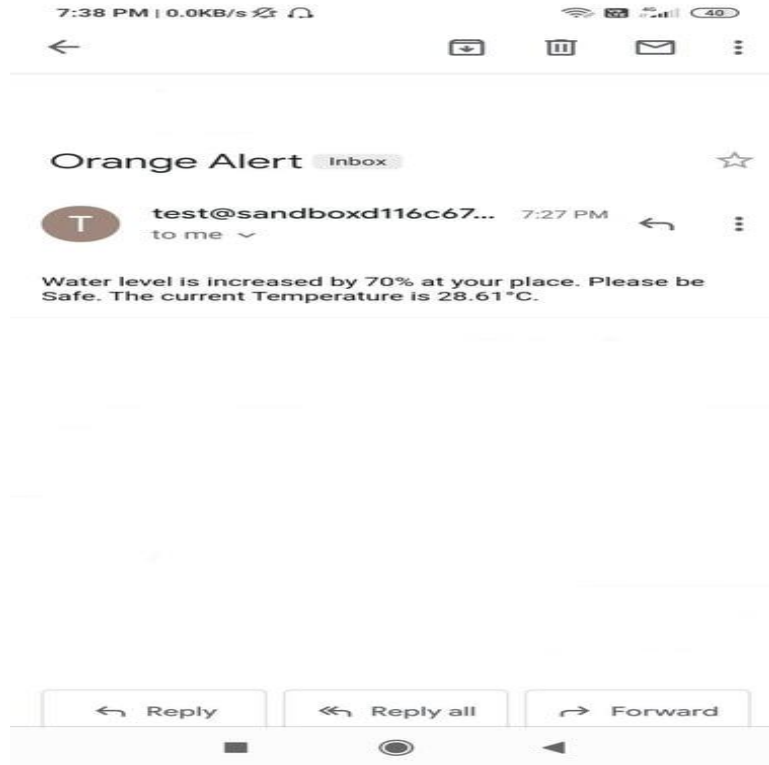 7:38 PM | 0.0KB/s 40
Orange Alert Inbox
test@sandboxd116c67... 7:27 PM
to me
T
Water level is increased by 70% at your place. Please be
Safe. The current Temperature is 28.61°C.
Reply Reply all Forward